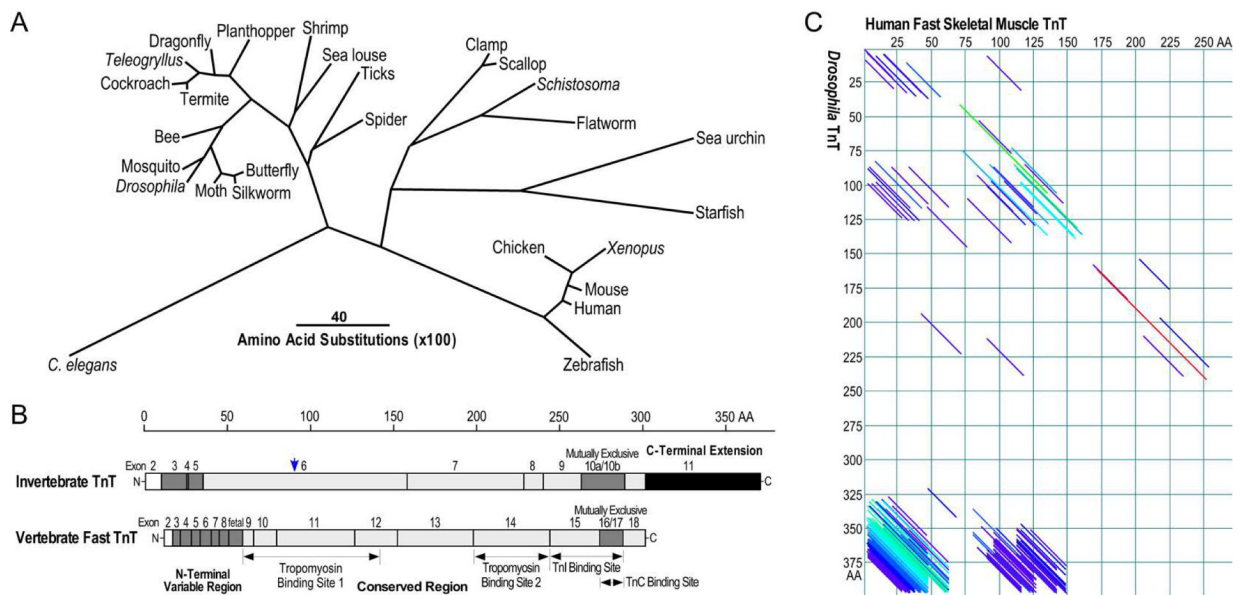 A
Planthopper
Shrimp
Dragonfly
Teleogryllus
Sea louse
Clamp
Cockroach
Ticks
Scallop
Termite
Schistosoma
Bee
Spider
Flatworm
Sea urchin
Mosquito
Butterfly
Drosophila
Moth
Silkworm
Starfish
Chicken
Xenopus
Mouse
Human
40
Amino Acid Substitutions (x100)
C. elegans
Zebrafish
B
0 50 100 150 200 250 300 350 AA
Mutually Exclusive
C-Terminal Extension
Exon 2 3 4 5 6 7 8 9 10a/10b 11
Invertebrate TnT
N
C
Mutually Exclusive
Exon 2 3 4 5 6 7 8 fetal 9 10 11 12 13 14 15 16/17 18
Vertebrate Fast TnT
N
C
N-Terminal
Variable Region
Tropomyosin
Binding Site 1
Conserved Region
Tropomyosin
Binding Site 2
TnI Binding Site
TnC Binding Site
C
Human Fast Skeletal Muscle TnT
25 50 75 100 125 150 175 200 225 250 AA
Drosophila TnT
25
50
75
100
125
150
175
200
225
250
275
300
325
350
375
AA